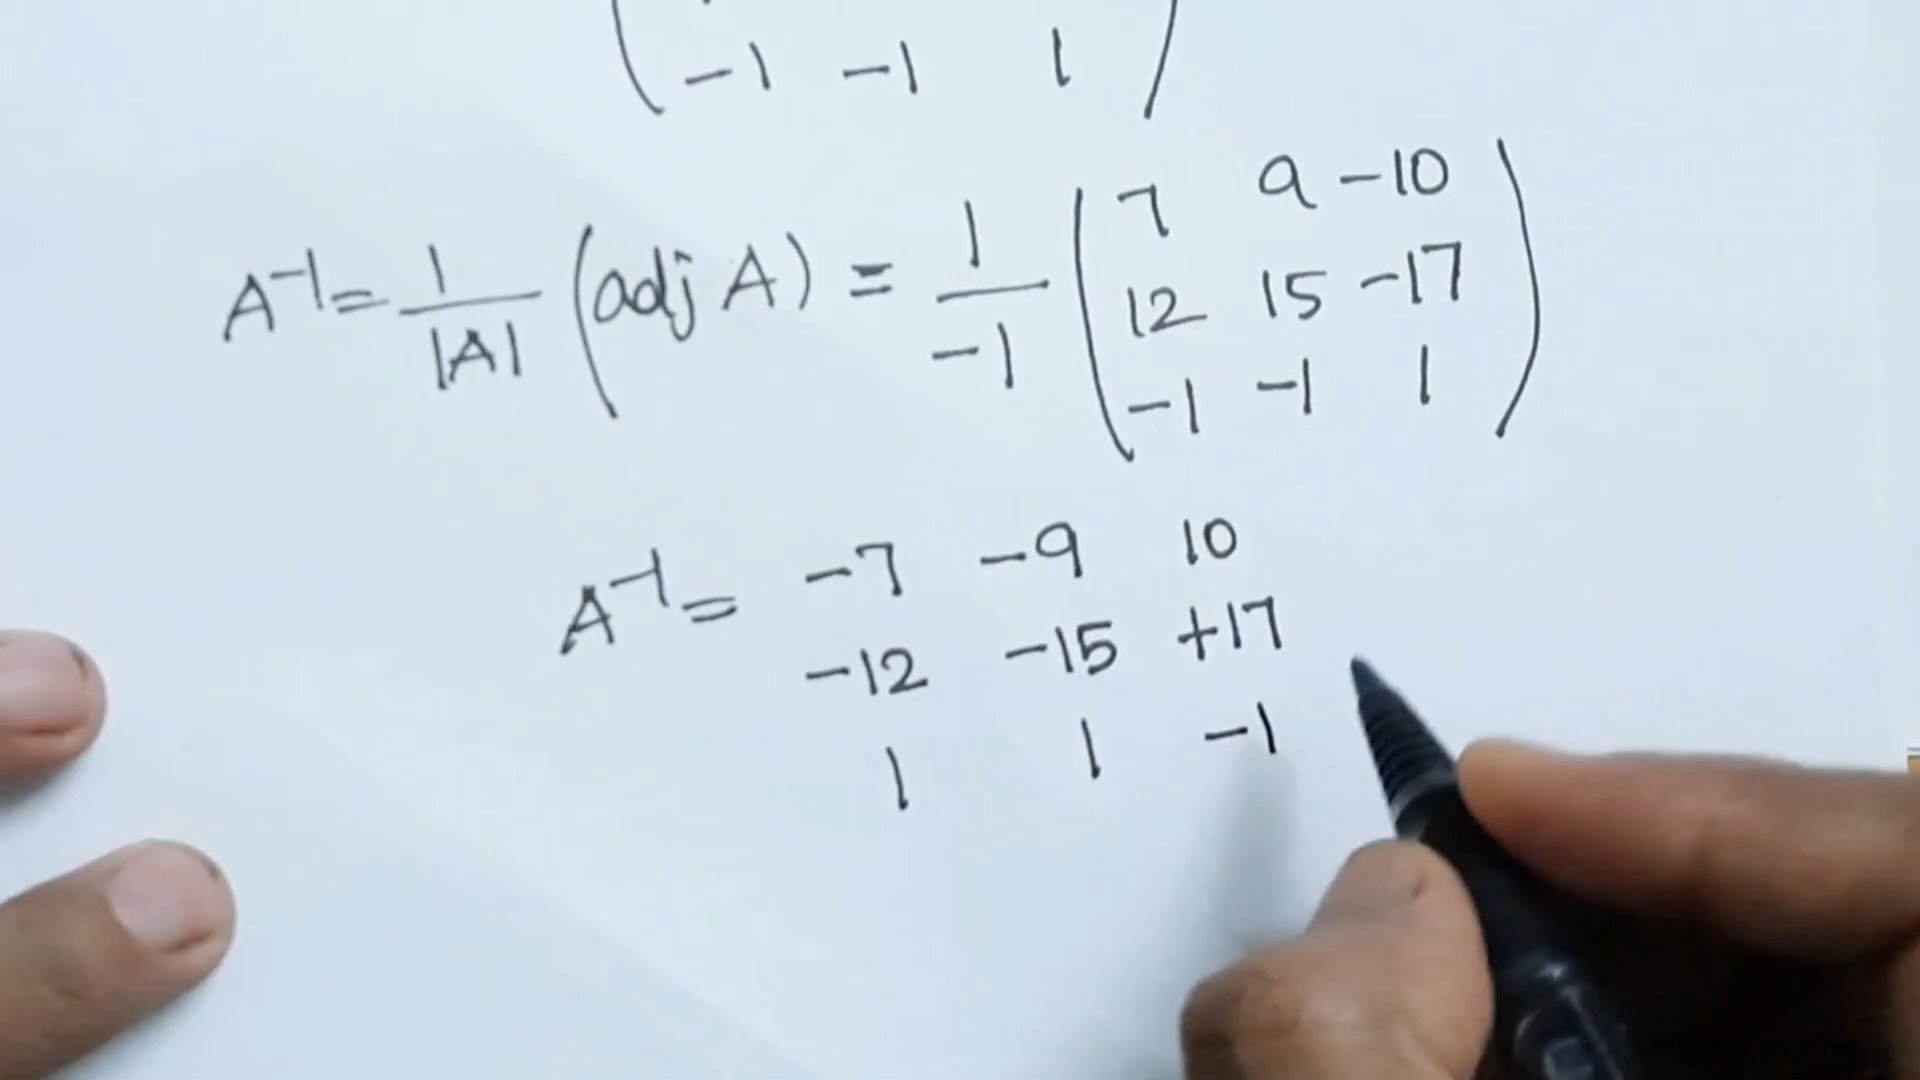 -1 -1 1
A⁻¹ = 1/|A| (adj A) = 1/-1 ( 7 9 -10
12 15 -17
-1 -1 1 )
A⁻¹ = -7 -9 10
-12 -15 +17
1 1 -1